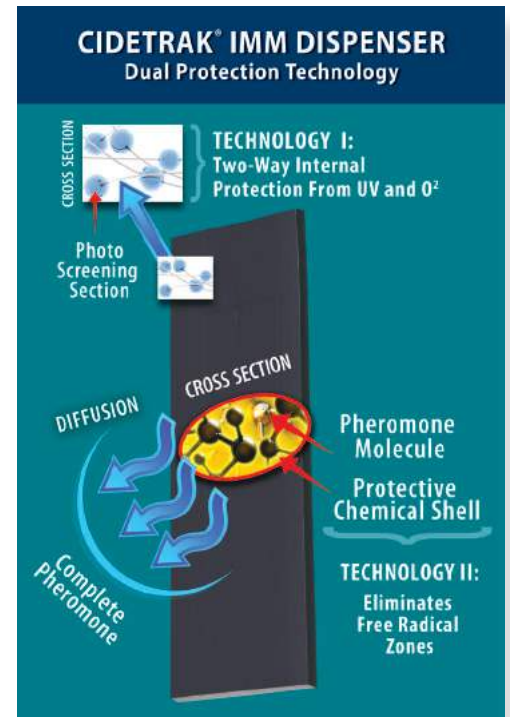 CIDETRAK® IMM DISPENSER
Dual Protection Technology
CROSS SECTION
TECHNOLOGY I:
Two-Way Internal
Protection From UV and O²
Photo
Screening
Section
CROSS SECTION
DIFFUSION
Pheromone
Molecule
Protective
Chemical Shell
Complete
Pheromone
TECHNOLOGY II:
Eliminates
Free Radical
Zones